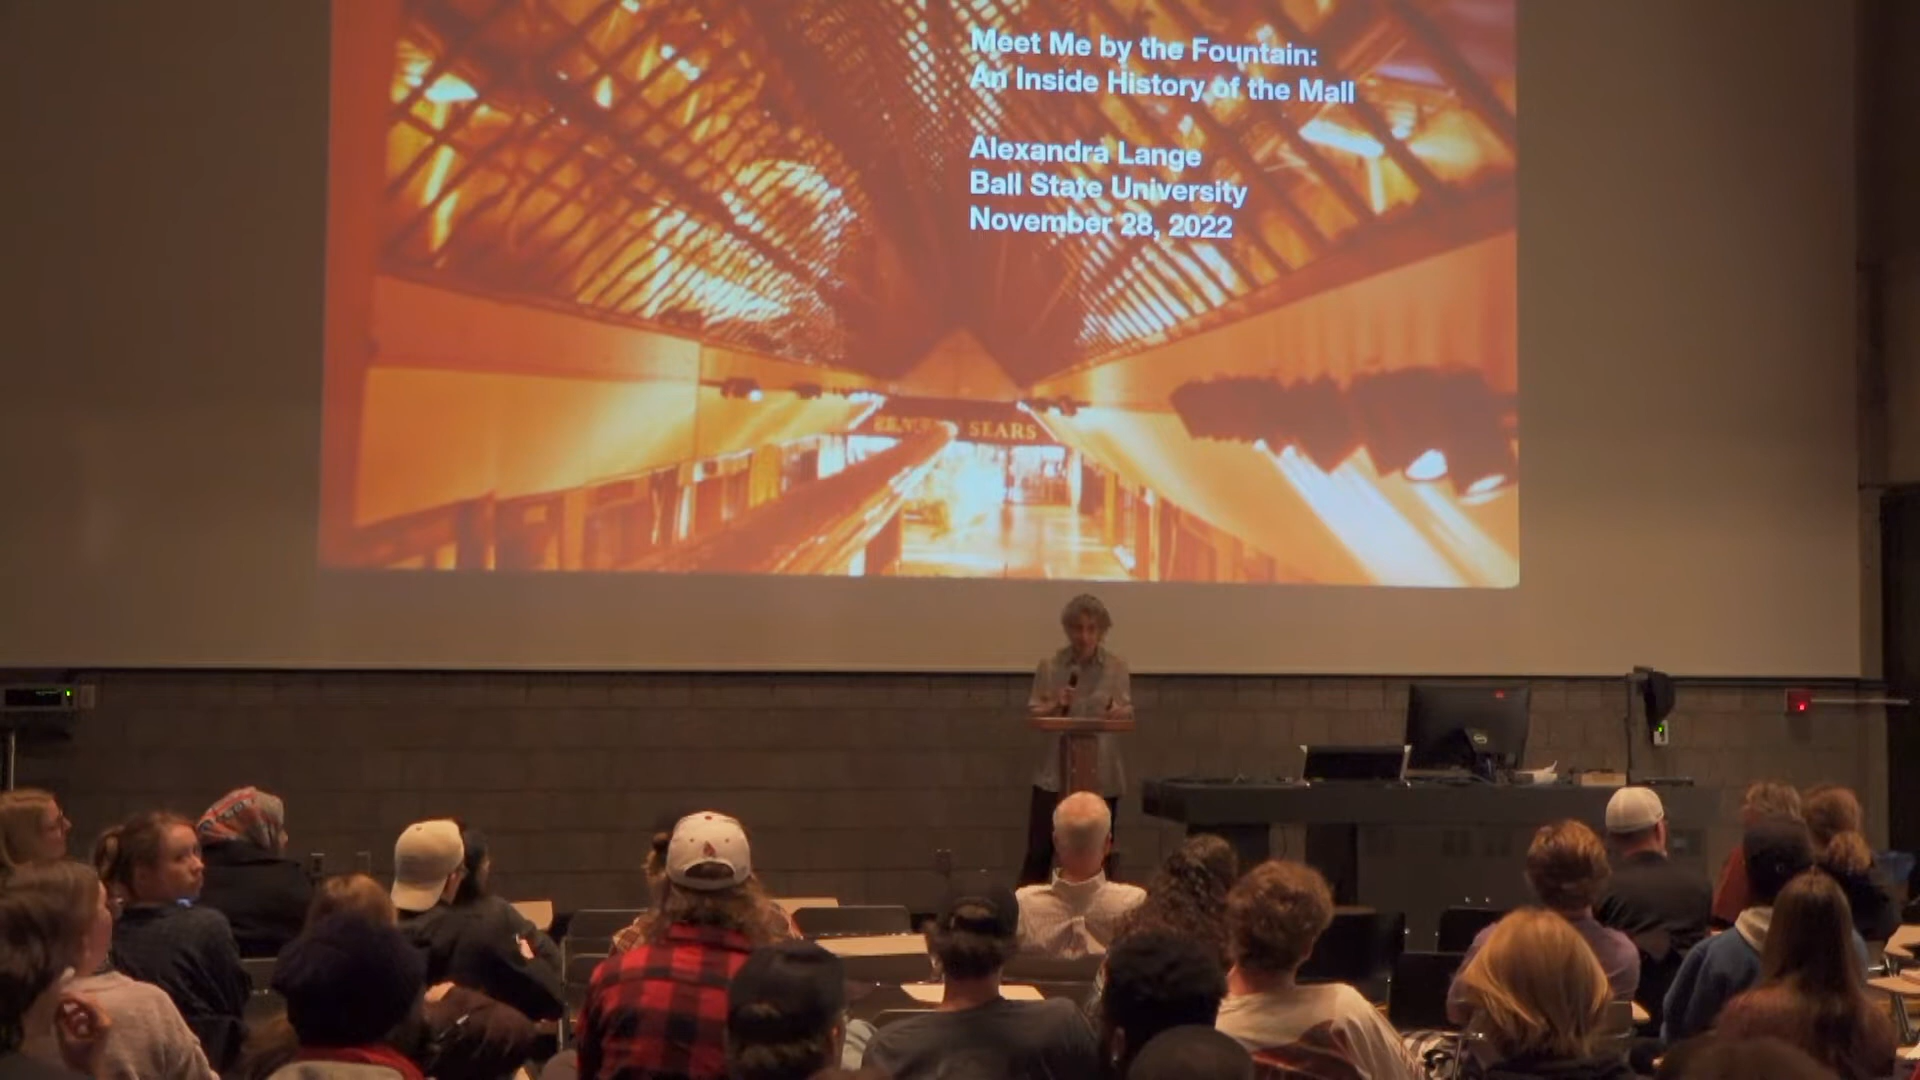 Meet Me by the Fountain:
An Inside History of the Mall
Alexandra Lange
Ball State University
November 28, 2022
SEARS